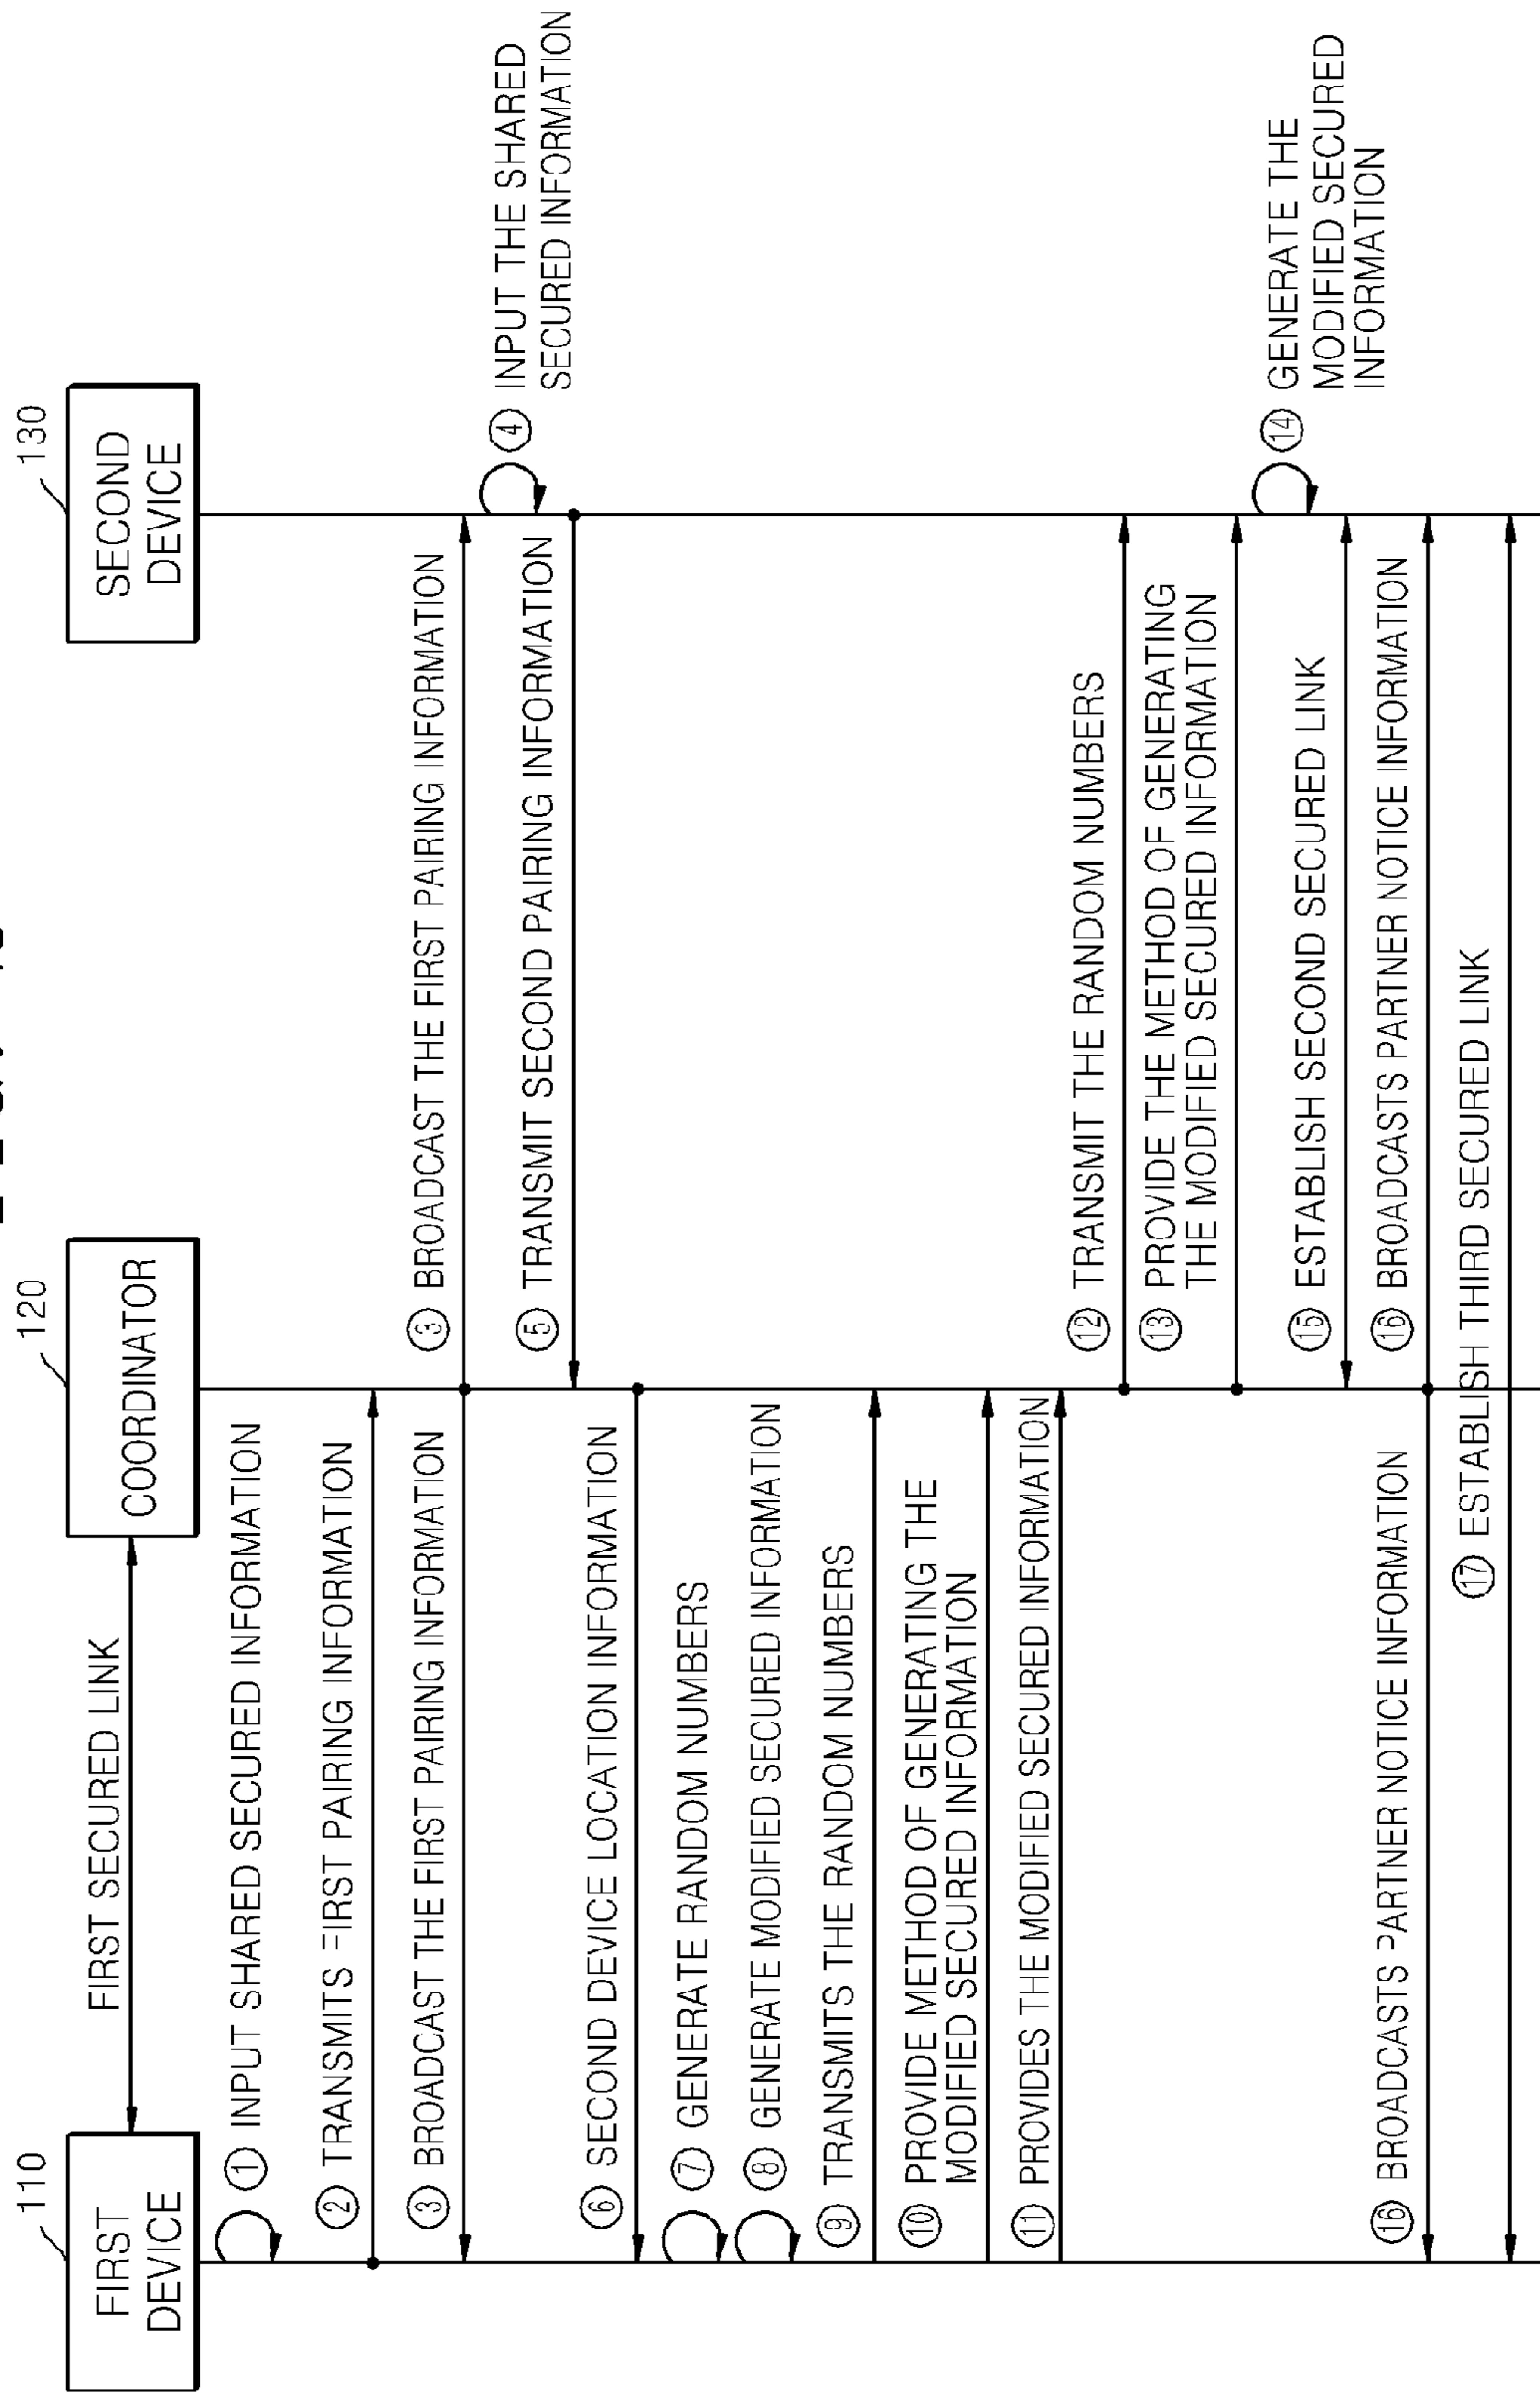 110
120
130
FIRST
DEVICE
FIRST SECURED LINK
COORDINATOR
SECOND
DEVICE
① INPUT SHARED SECURED INFORMATION
② TRANSMITS FIRST PAIRING INFORMATION
③ BROADCAST THE FIRST PAIRING INFORMATION
③ BROADCAST THE FIRST PAIRING INFORMATION
④ INPUT THE SHARED
SECURED INFORMATION
⑤ TRANSMIT SECOND PAIRING INFORMATION
⑥ SECOND DEVICE LOCATION INFORMATION
⑦ GENERATE RANDOM NUMBERS
⑧ GENERATE MODIFIED SECURED INFORMATION
⑨ TRANSMITS THE RANDOM NUMBERS
⑩ PROVIDE METHOD OF GENERATING THE
MODIFIED SECURED INFORMATION
⑪ PROVIDES THE MODIFIED SECURED INFORMATION
⑫ TRANSMIT THE RANDOM NUMBERS
⑬ PROVIDE THE METHOD OF GENERATING
THE MODIFIED SECURED INFORMATION
⑭ GENERATE THE
MODIFIED SECURED
INFORMATION
⑮ ESTABLISH SECOND SECURED LINK
⑯ BROADCASTS PARTNER NOTICE INFORMATION
⑯ BROADCASTS PARTNER NOTICE INFORMATION
⑰ ESTABLISH THIRD SECURED LINK